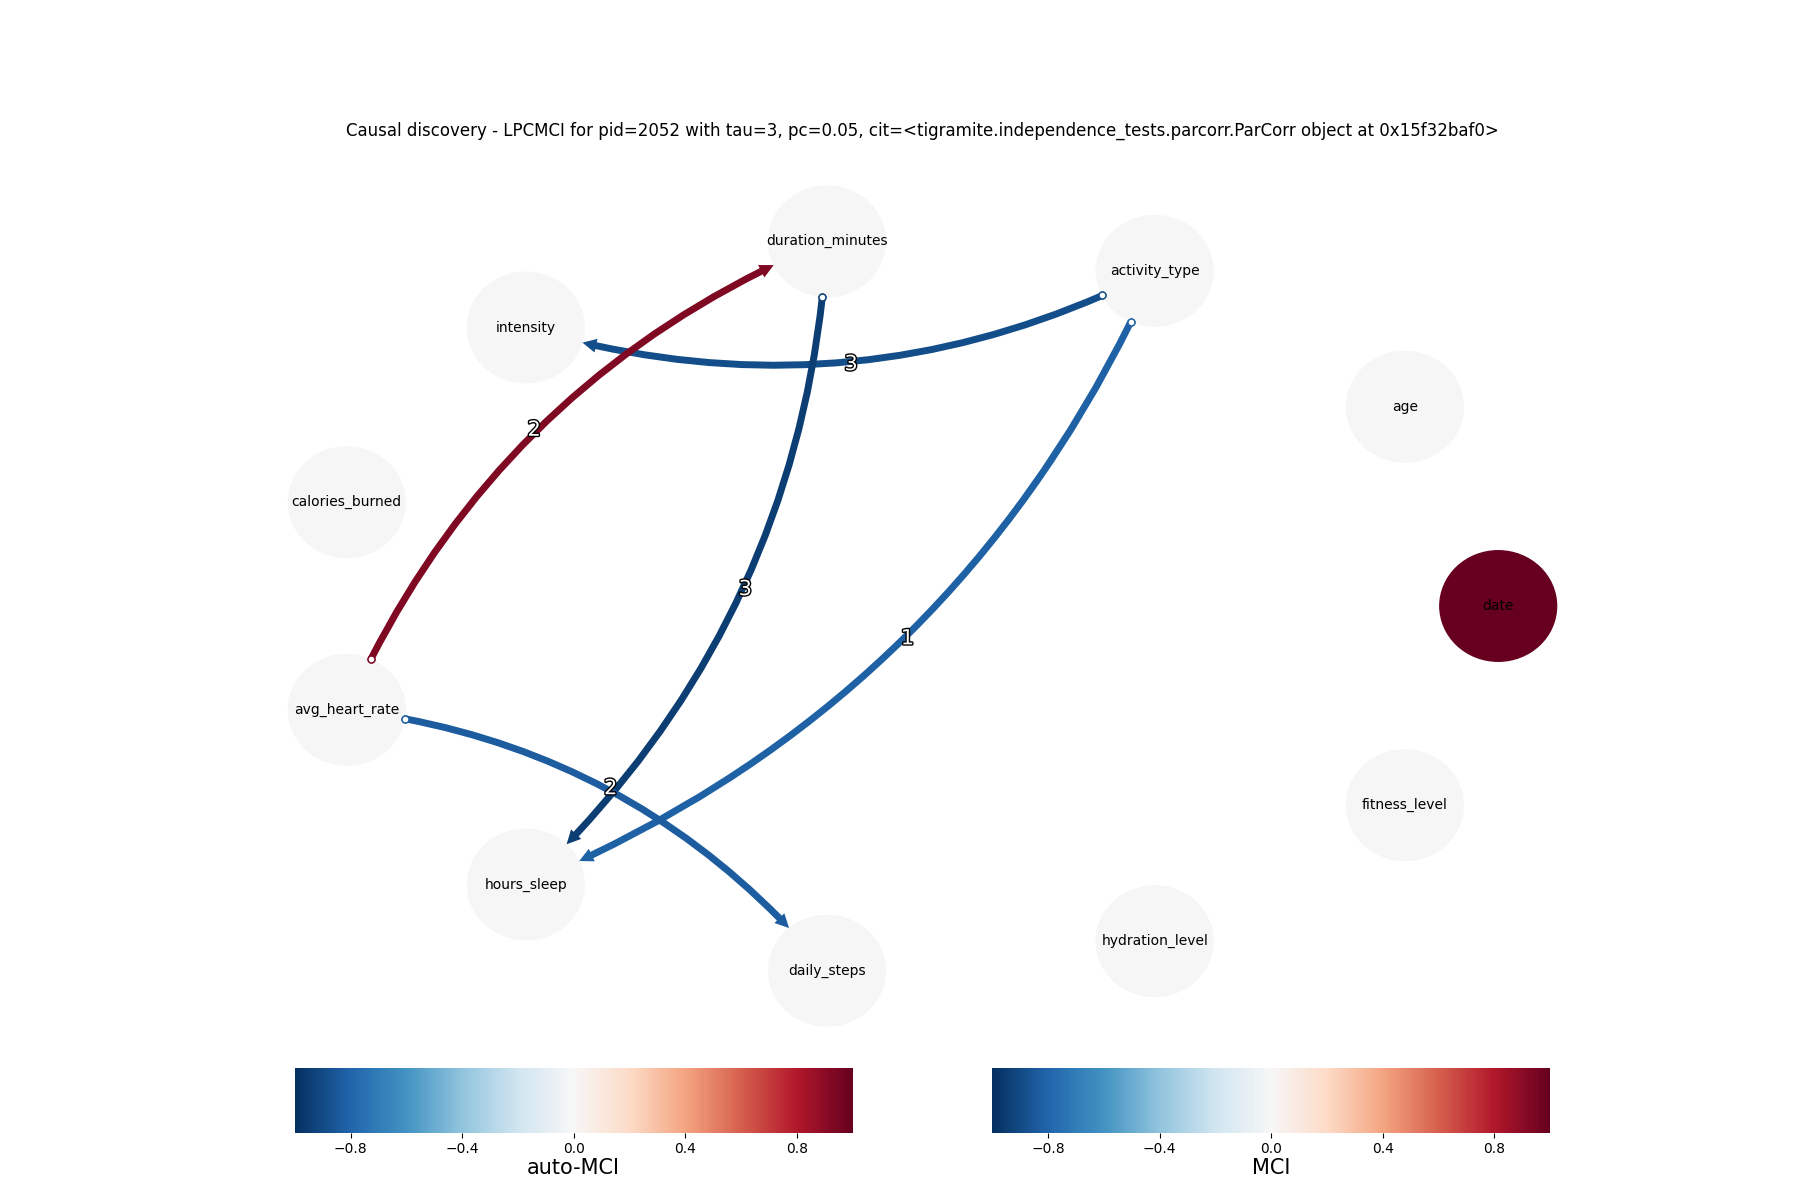 Causal discovery - LPCMCI for pid=2052 with tau=3, pc=0.05, cit=<tigramite.independence_tests.parcorr.ParCorr object at 0x15f32baf0>
duration_minutes
activity_type
intensity
3
age
2
calories_burned
3
date
1
avg_heart_rate
2
fitness_level
hours_sleep
hydration_level
daily_steps
−0.8 −0.4 0.0 0.4 0.8
auto-MCI
−0.8 −0.4 0.0 0.4 0.8
MCI